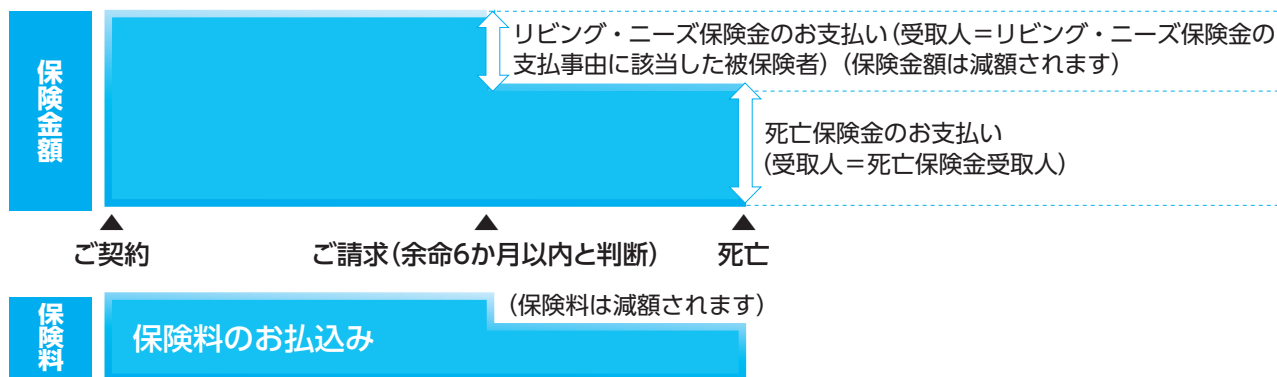 保険金額
リビング・ニーズ保険金のお支払い(受取人=リビング・ニーズ保険金の
支払事由に該当した被保険者)(保険金額は減額されます)
死亡保険金のお支払い
(受取人=死亡保険金受取人)
▲ ▲ ▲
ご契約 ご請求(余命6か月以内と判断) 死亡
保険料
(保険料は減額されます)
保険料のお払込み